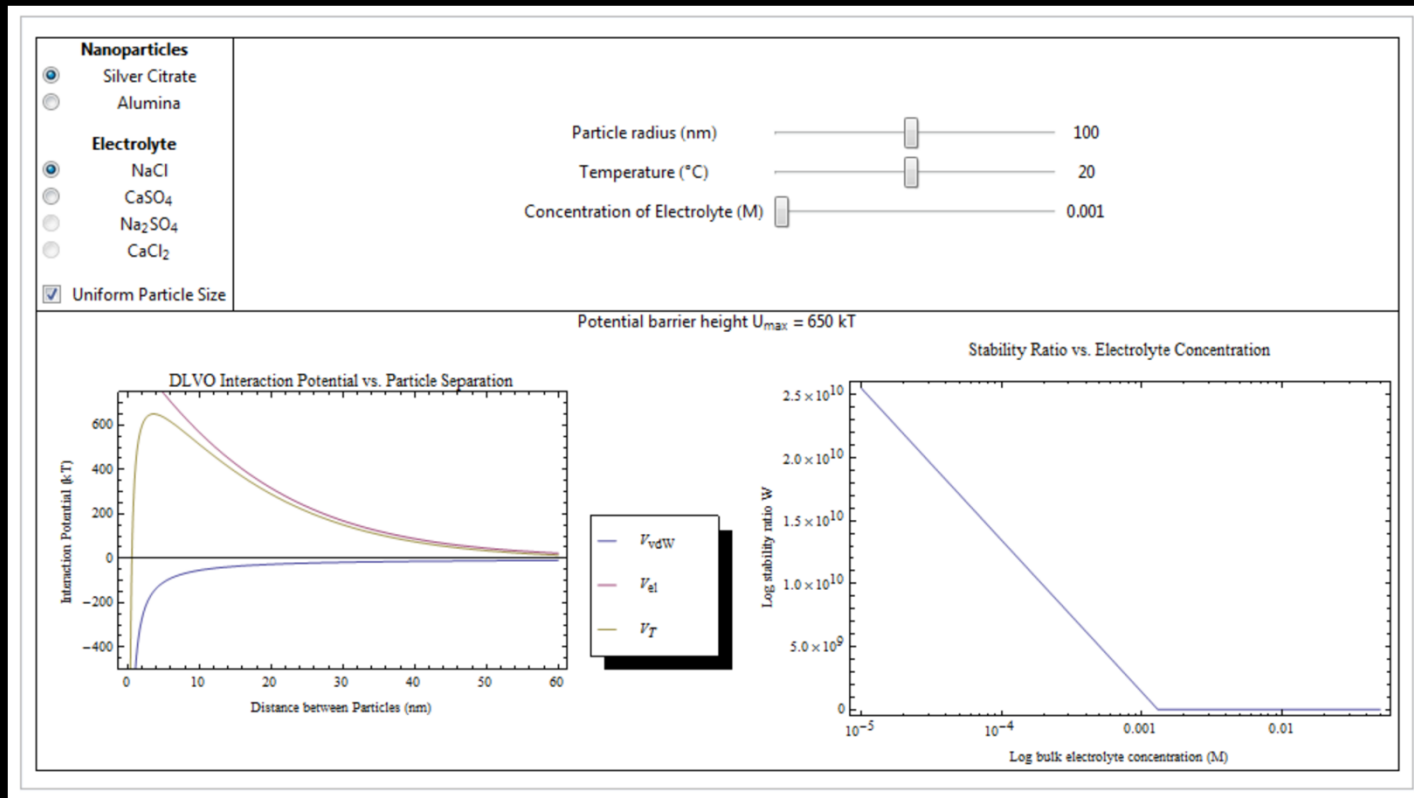 Nanoparticles
Silver Citrate
Alumina
Electrolyte
NaCl
CaSO₄
Na₂SO₄
CaCl₂
Uniform Particle Size
Particle radius (nm) 100
Temperature (°C) 20
Concentration of Electrolyte (M) 0.001
Potential barrier height Uₘₐₓ = 650 kT
DLVO Interaction Potential vs. Particle Separation
Interaction Potential (kT)
600
400
200
0
−200
−400
0 10 20 30 40 50 60
Distance between Particles (nm)
V_vdW
V_el
V_T
Stability Ratio vs. Electrolyte Concentration
Log stability ratio W
2.5 × 10¹⁰
2.0 × 10¹⁰
1.5 × 10¹⁰
1.0 × 10¹⁰
5.0 × 10⁹
0
10⁻⁵ 10⁻⁴ 0.001 0.01
Log bulk electrolyte concentration (M)